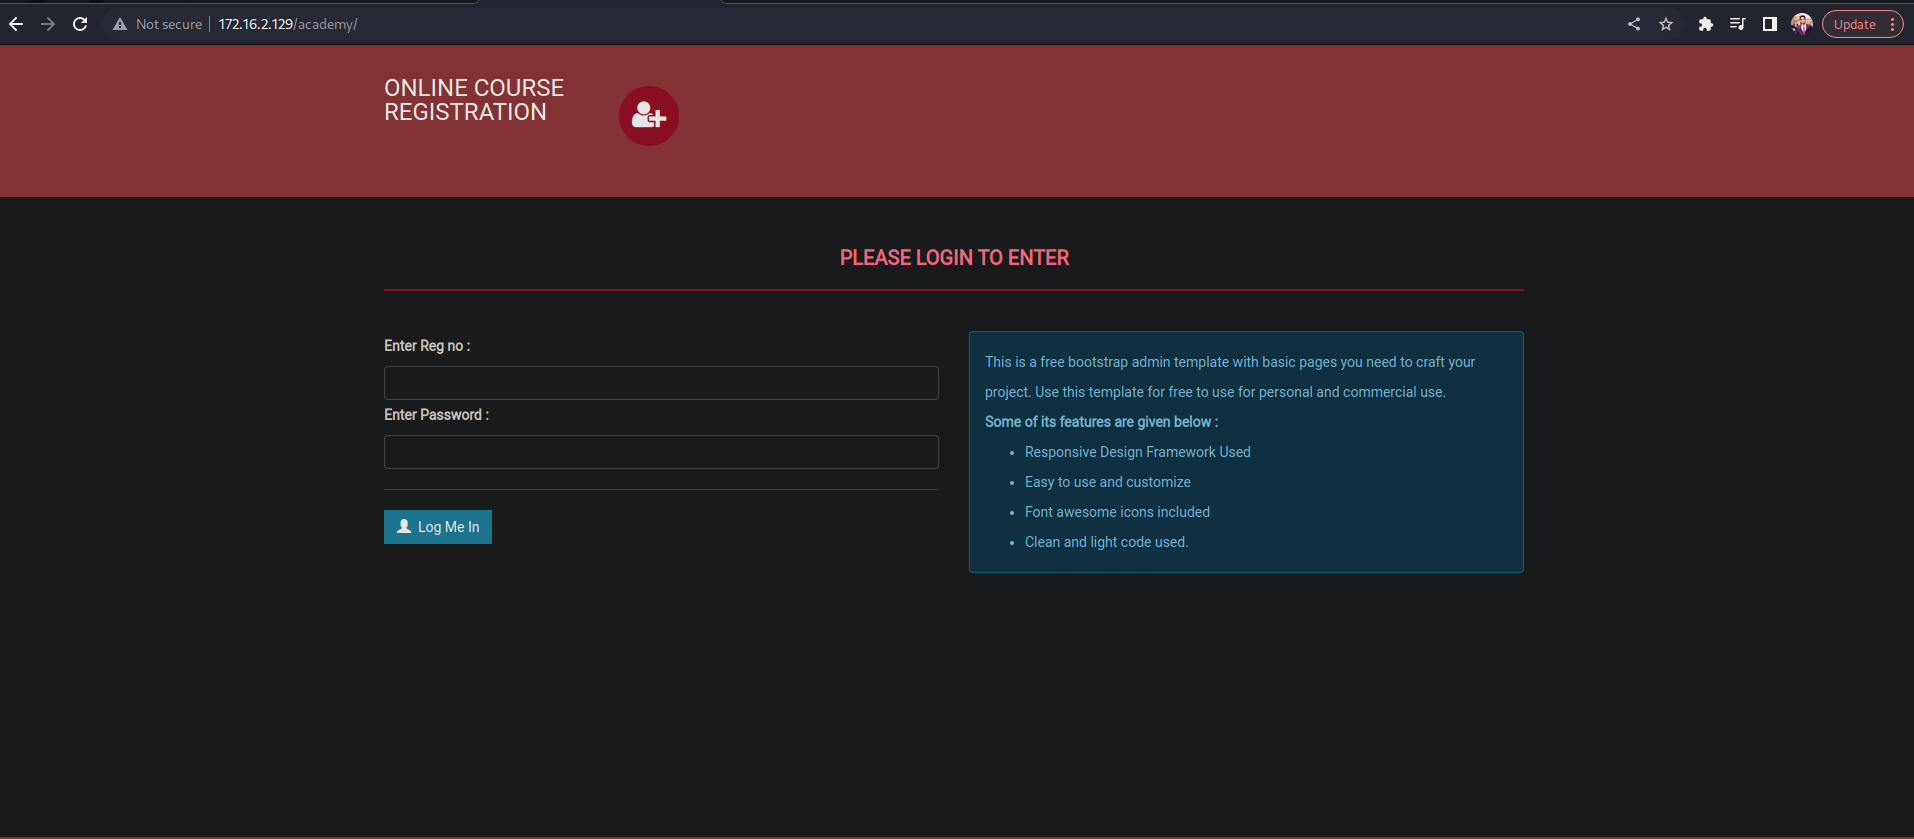 Not secure 172.16.2.129/academy/
Update
ONLINE COURSE
REGISTRATION
PLEASE LOGIN TO ENTER
Enter Reg no :
Enter Password :
Log Me In
This is a free bootstrap admin template with basic pages you need to craft your
project. Use this template for free to use for personal and commercial use.
Some of its features are given below :
• Responsive Design Framework Used
• Easy to use and customize
• Font awesome icons included
• Clean and light code used.